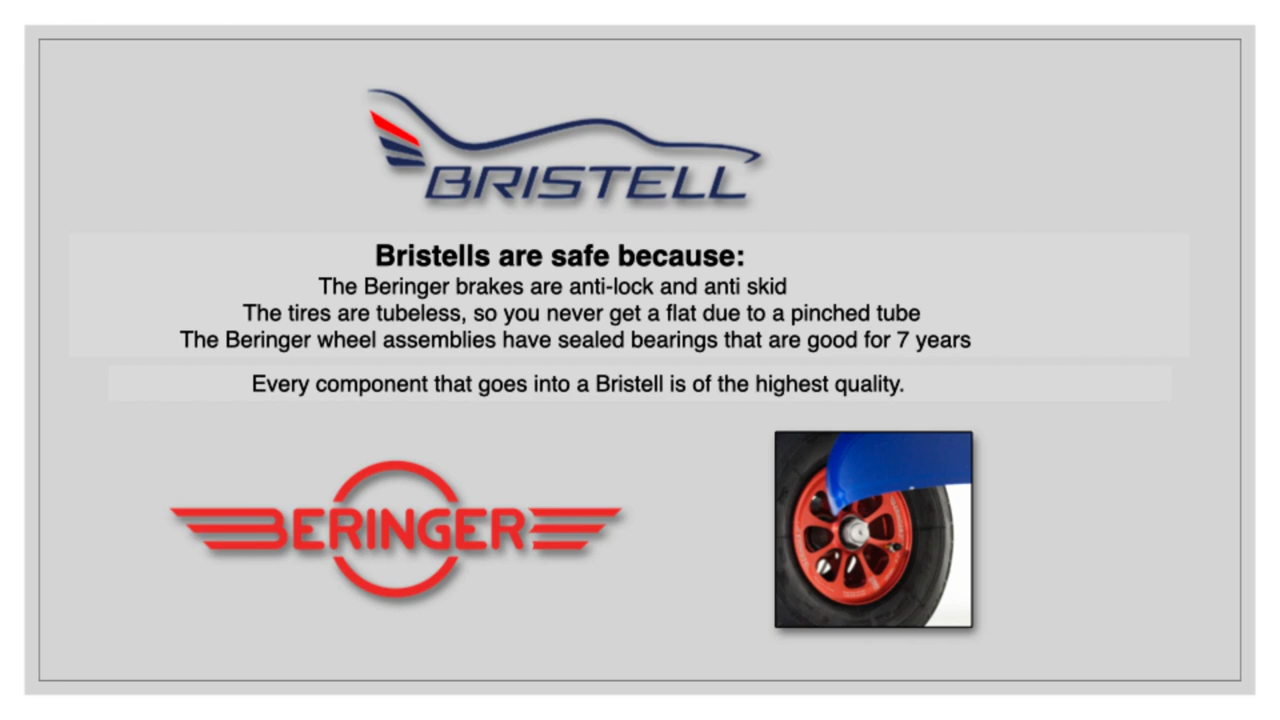 BRISTELL
Bristells are safe because:
The Beringer brakes are anti-lock and anti skid
The tires are tubeless, so you never get a flat due to a pinched tube
The Beringer wheel assemblies have sealed bearings that are good for 7 years
Every component that goes into a Bristell is of the highest quality.
BERINGER